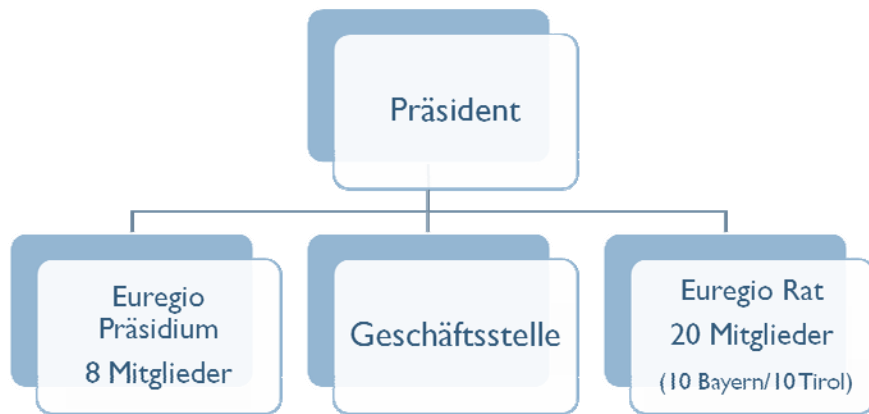 Präsident
Euregio
Präsidium
8 Mitglieder
Geschäftsstelle
Euregio Rat
20 Mitglieder
(10 Bayern/10 Tirol)